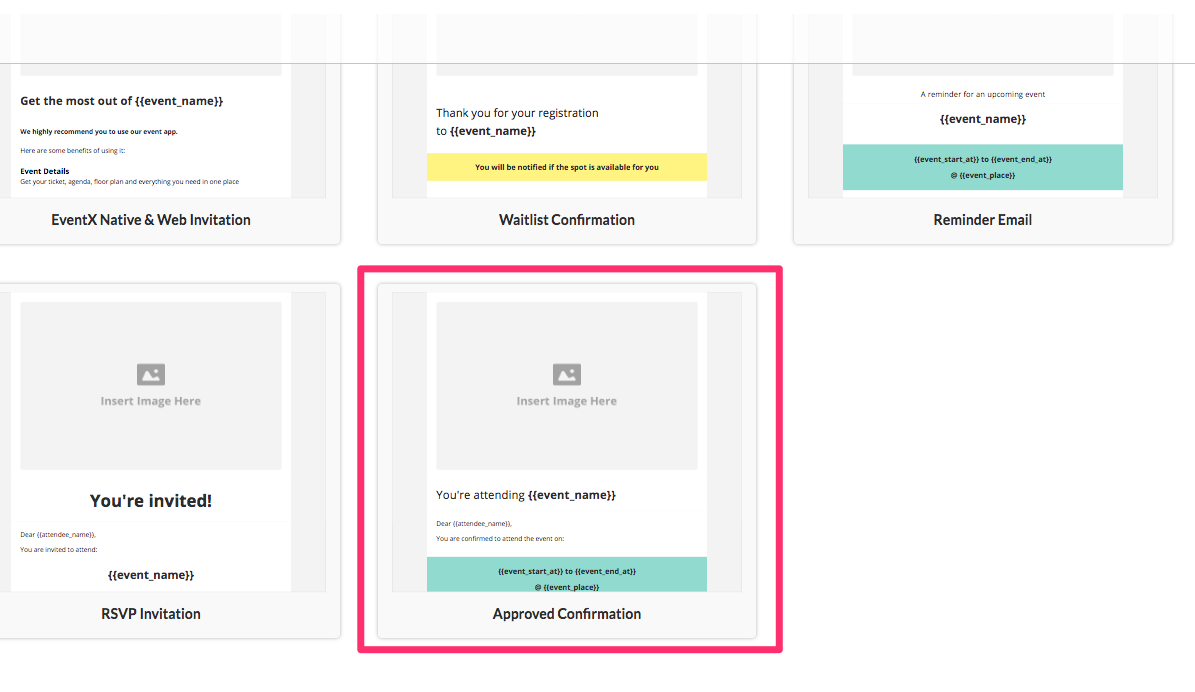 Get the most out of {{event_name}}
We highly recommend you to use our event app.
Here are some benefits of using it:
Event Details
Get your ticket, agenda, floor plan and everything you need in one place
EventX Native & Web Invitation
Thank you for your registration
to {{event_name}}
You will be notified if the spot is available for you
Waitlist Confirmation
A reminder for an upcoming event
{{event_name}}
{{event_start_at}} to {{event_end_at}}
@ {{event_place}}
Reminder Email
Insert Image Here
You're invited!
Dear {{attendee_name}},
You are invited to attend:
{{event_name}}
RSVP Invitation
Insert Image Here
You're attending {{event_name}}
Dear {{attendee_name}},
You are confirmed to attend the event on:
{{event_start_at}} to {{event_end_at}}
@ {{event_place}}
Approved Confirmation